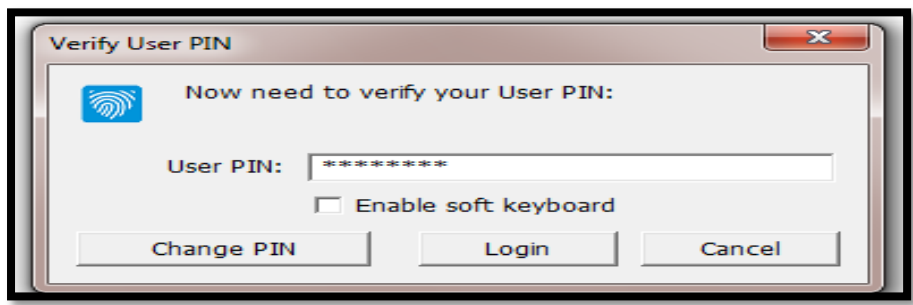 Verify User PIN
Now need to verify your User PIN:
User PIN: ********
Enable soft keyboard
Change PIN Login Cancel